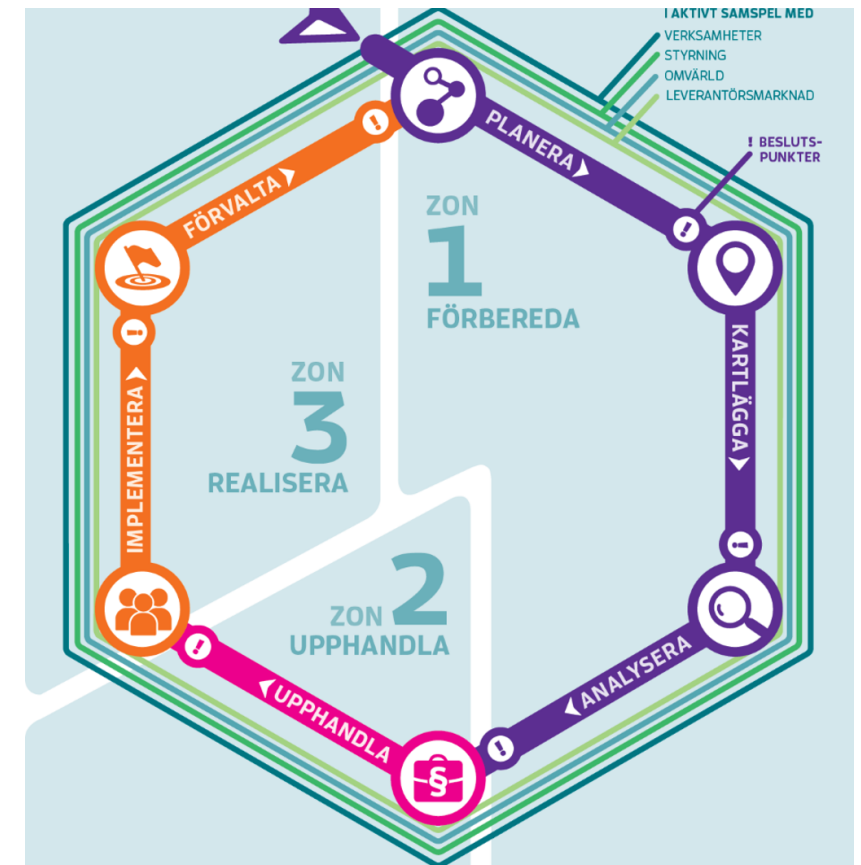 I AKTIVT SAMSPEL MED
VERKSAMHETER
STYRNING
OMVÄRLD
LEVERANTÖRSMARKNAD
! BESLUTS-
PUNKTER
!
PLANERA
!
FÖRVALTA
ZON
1
FÖRBEREDA
!
KARTLÄGGA
ZON
3
REALISERA
IMPLEMENTERA
!
ZON 2
UPPHANDLA
!
ANALYSERA
!
UPPHANDLA
§